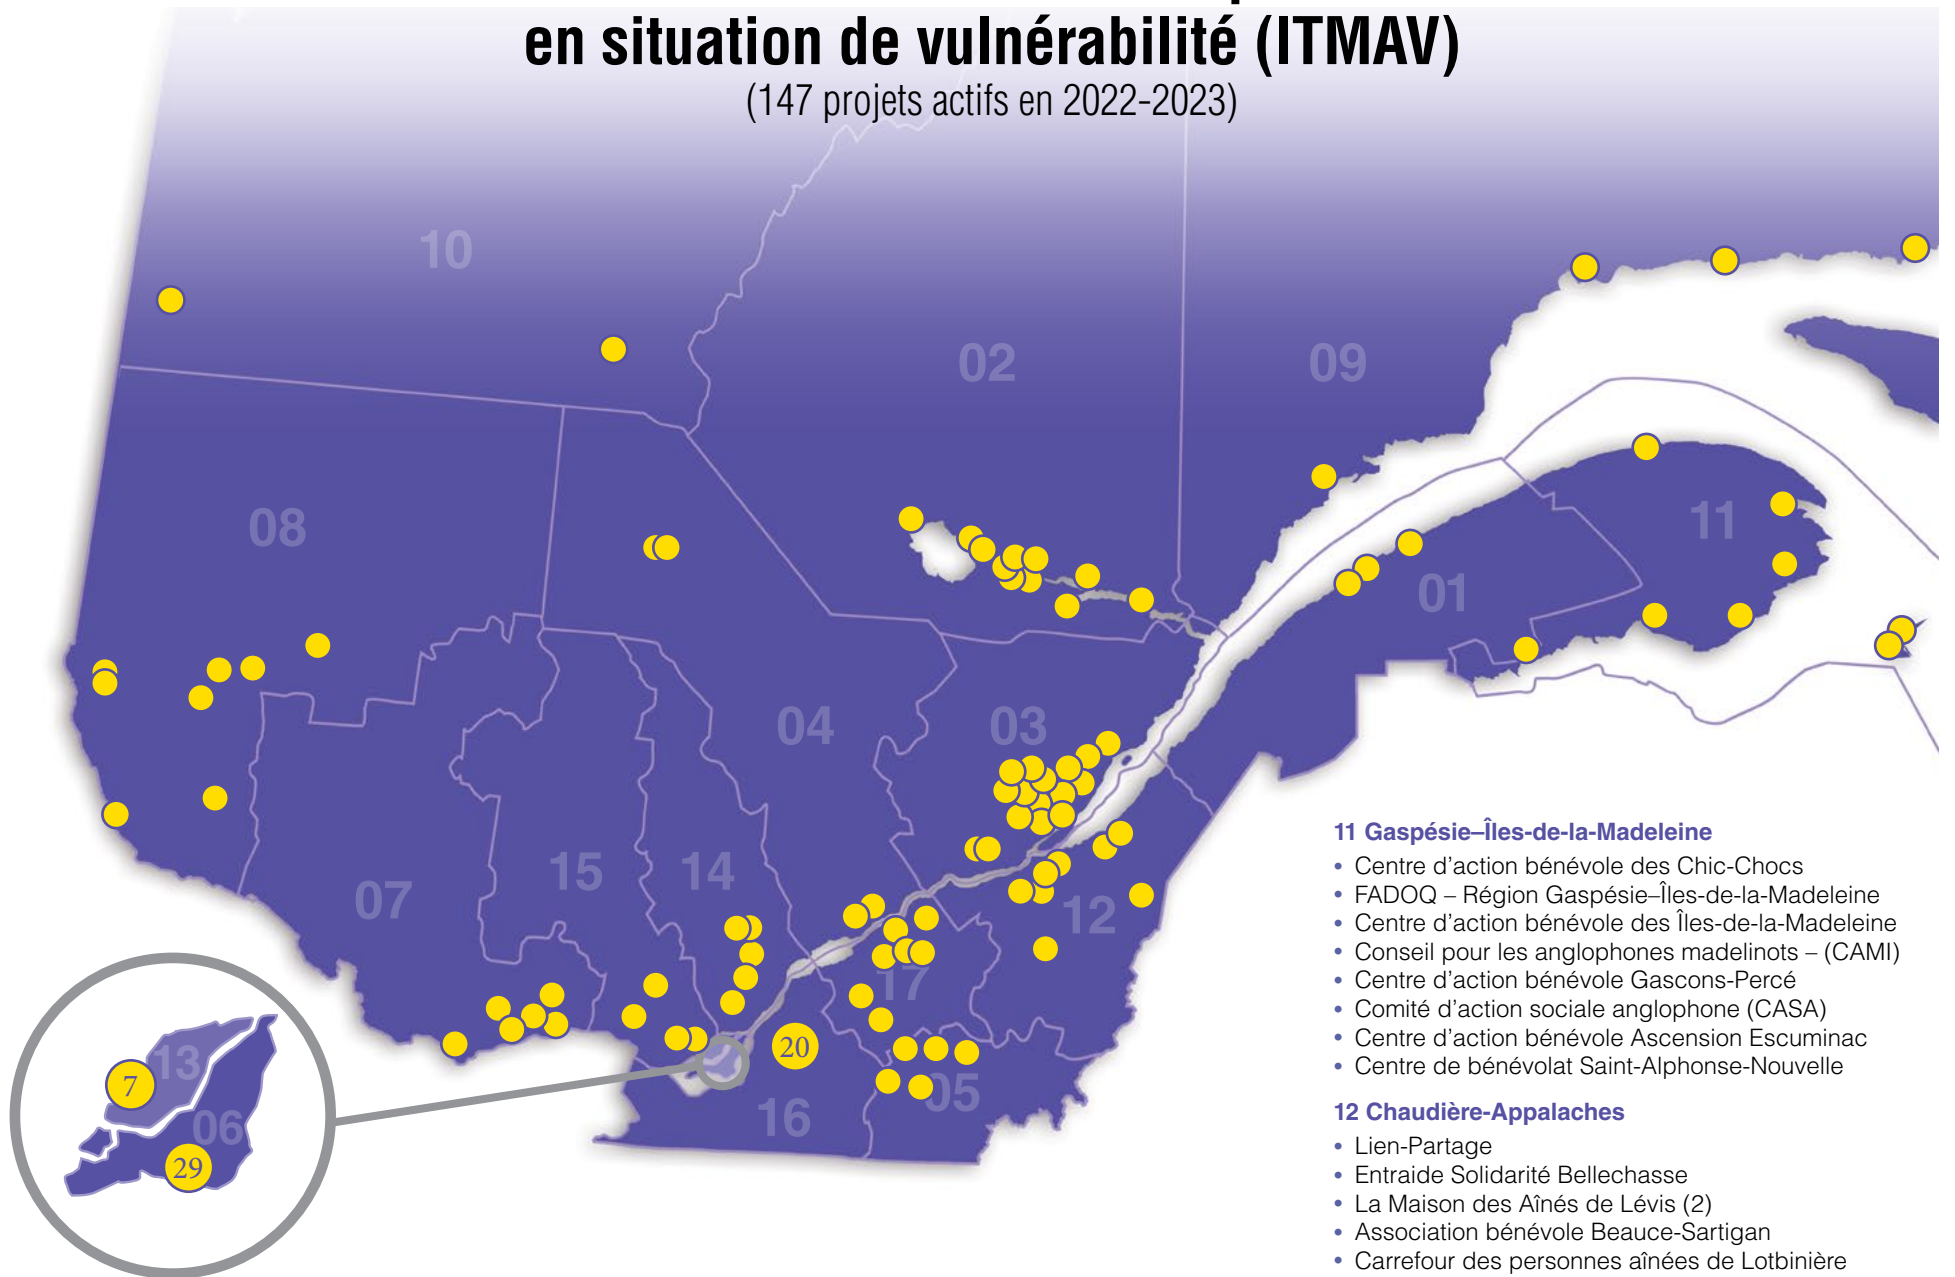 en situation de vulnérabilité (ITMAV)
(147 projets actifs en 2022-2023)
10
02
09
08
11
01
04
03
15
14
07
12
17
20
13
7
06
29
16
05
11 Gaspésie–Îles-de-la-Madeleine
• Centre d’action bénévole des Chic-Chocs
• FADOQ – Région Gaspésie–Îles-de-la-Madeleine
• Centre d’action bénévole des Îles-de-la-Madeleine
• Conseil pour les anglophones madelinots – (CAMI)
• Centre d’action bénévole Gascons-Percé
• Comité d’action sociale anglophone (CASA)
• Centre d’action bénévole Ascension Escuminac
• Centre de bénévolat Saint-Alphonse-Nouvelle
12 Chaudière-Appalaches
• Lien-Partage
• Entraide Solidarité Bellechasse
• La Maison des Aînés de Lévis (2)
• Association bénévole Beauce-Sartigan
• Carrefour des personnes aînées de Lotbinière